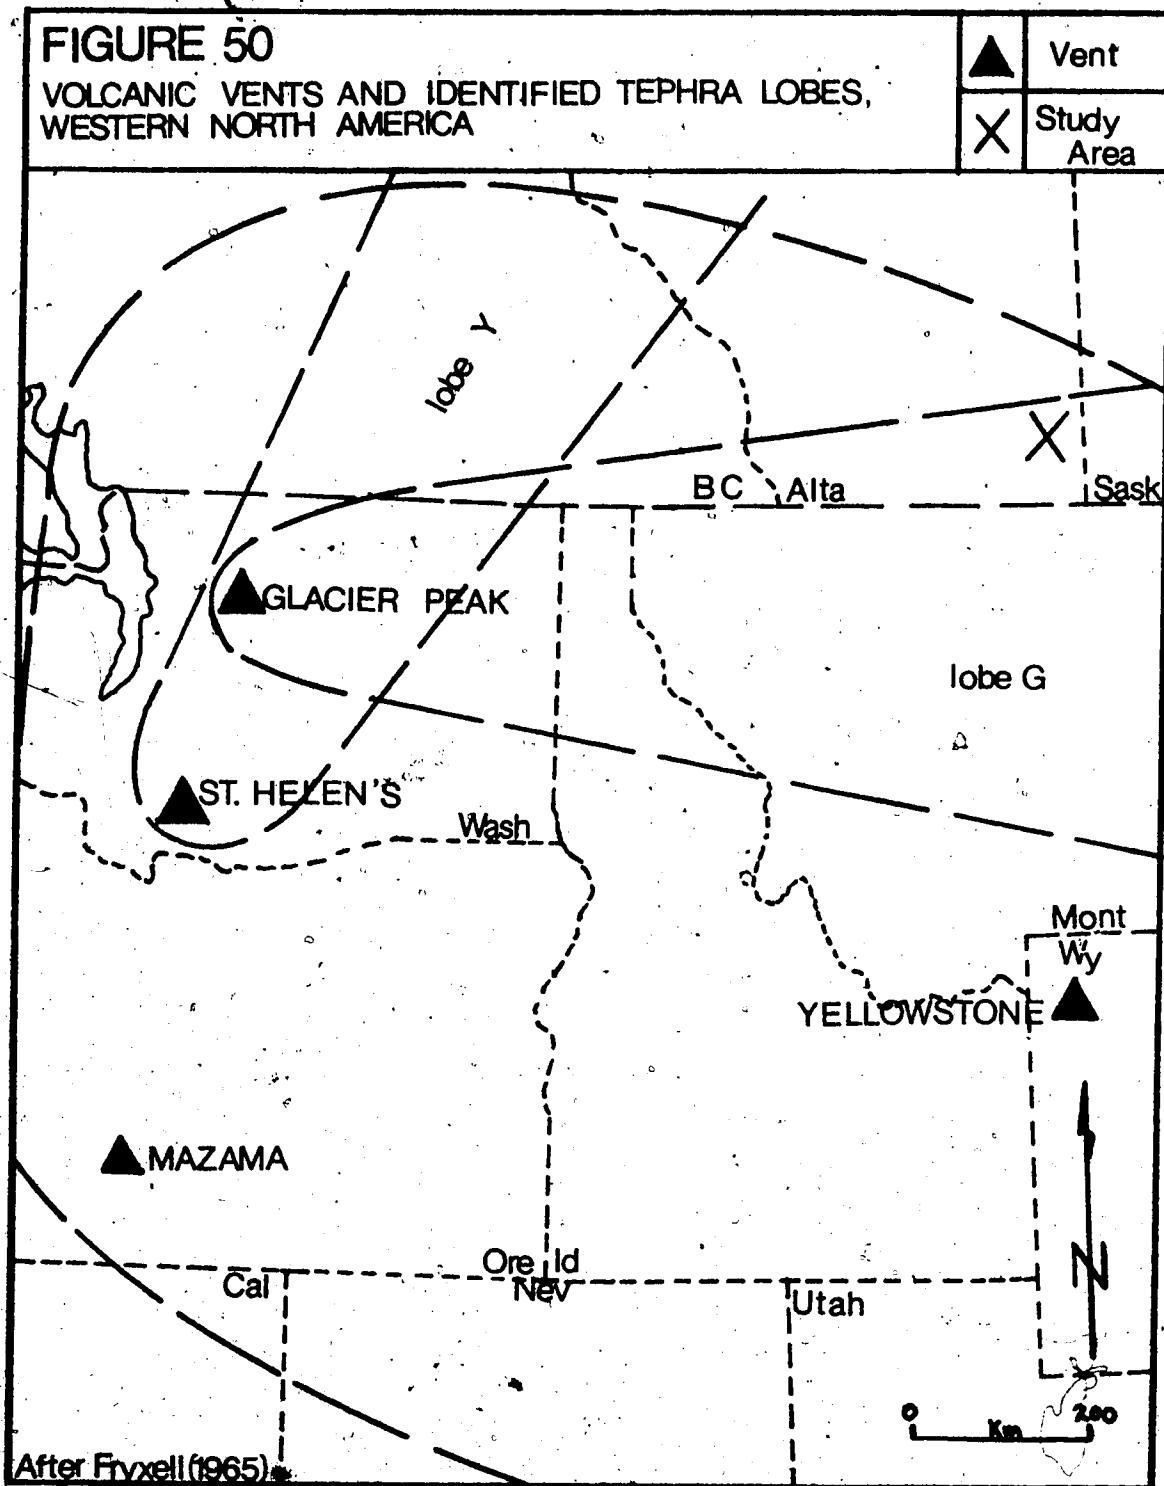 FIGURE 50
VOLCANIC VENTS AND IDENTIFIED TEPHRA LOBES,
WESTERN NORTH AMERICA
Vent
Study
Area
lobe Y
BC
Alta
Sask
GLACIER PEAK
lobe G
ST. HELEN'S
Wash
Mont
Wy
YELLOWSTONE
MAZAMA
N
Ore
Id
Cal
Nev
Utah
0
Km
200
After Fryxell (1965)